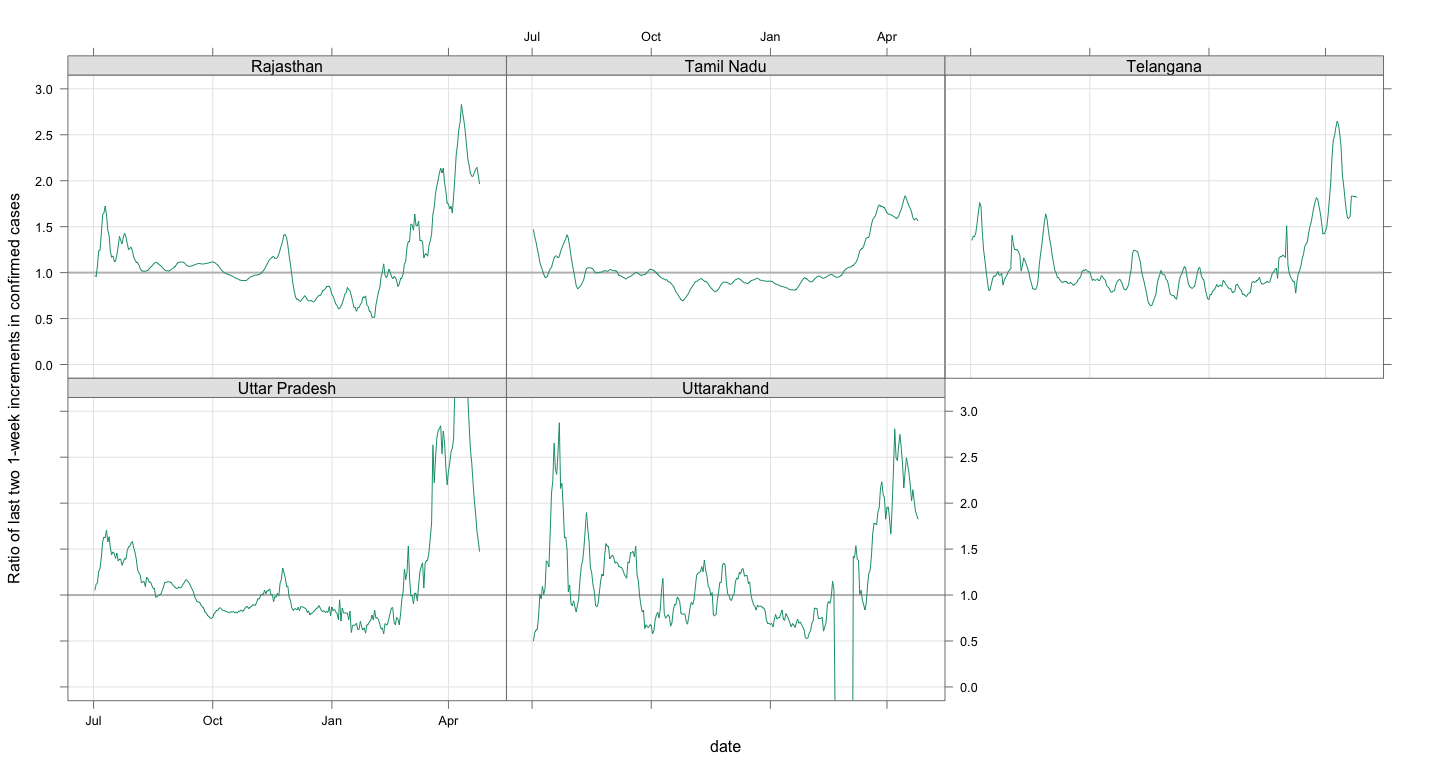 Jul Oct Jan Apr
Rajasthan Tamil Nadu Telangana
3.0
2.5
2.0
1.5
1.0
0.5
0.0
Uttar Pradesh Uttarakhand
3.0
2.5
2.0
1.5
1.0
0.5
0.0
Jul Oct Jan Apr
date
Ratio of last two 1-week increments in confirmed cases